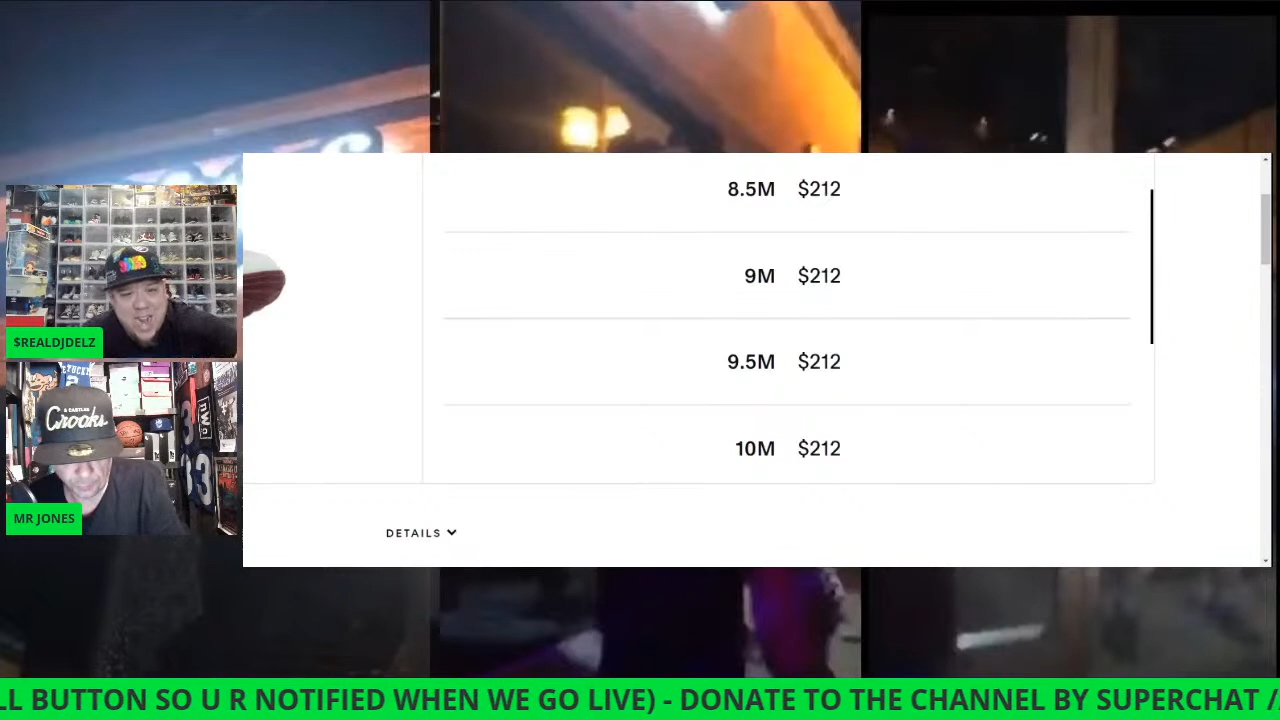 8.5M $212
9M $212
9.5M $212
10M $212
DETAILS
$REALDJDELZ
Crooks
MR JONES
LL BUTTON SO U R NOTIFIED WHEN WE GO LIVE) - DONATE TO THE CHANNEL BY SUPERCHAT /